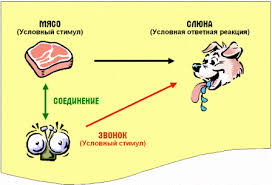 МЯСО
(Условный стимул)
СЛЮНА
(Условная ответная реакция)
СОЕДИНЕНИЕ
ЗВОНОК
(Условный стимул)